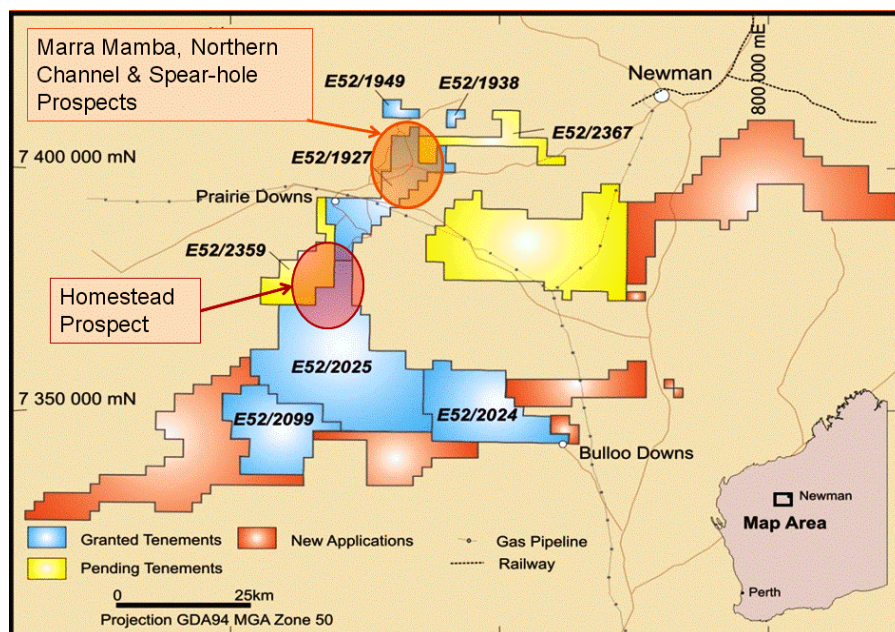 Marra Mamba, Northern
Channel & Spear-hole
Prospects
E52/1949
E52/1938
Newman
800 000 mE
E52/2367
7 400 000 mN
E52/1927
Prairie Downs
E52/2359
Homestead
Prospect
E52/2025
7 350 000 mN
E52/2099
E52/2024
Bulloo Downs
Newman
Map Area
Perth
Granted Tenements
New Applications
Gas Pipeline
Railway
Pending Tenements
0
25km
Projection GDA94 MGA Zone 50